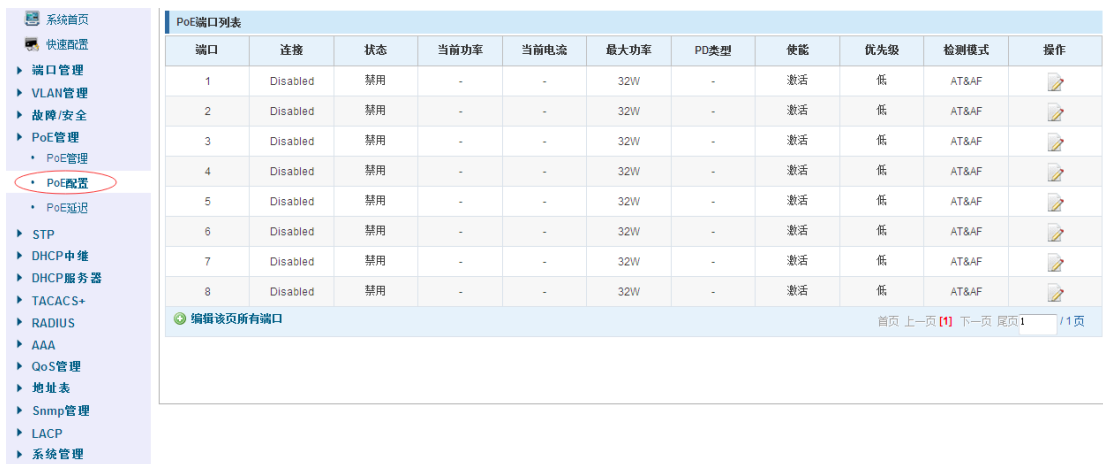 系统首页
快速配置
端口管理
VLAN管理
故障/安全
PoE管理
PoE管理
PoE配置
PoE延迟
STP
DHCP中继
DHCP服务器
TACACS+
RADIUS
AAA
QoS管理
地址表
Snmp管理
LACP
系统管理
PoE端口列表
端口 连接 状态 当前功率 当前电流 最大功率 PD类型 使能 优先级 检测模式 操作
1 Disabled 禁用 - - 32W - 激活 低 AT&AF
2 Disabled 禁用 - - 32W - 激活 低 AT&AF
3 Disabled 禁用 - - 32W - 激活 低 AT&AF
4 Disabled 禁用 - - 32W - 激活 低 AT&AF
5 Disabled 禁用 - - 32W - 激活 低 AT&AF
6 Disabled 禁用 - - 32W - 激活 低 AT&AF
7 Disabled 禁用 - - 32W - 激活 低 AT&AF
8 Disabled 禁用 - - 32W - 激活 低 AT&AF
编辑该页所有端口 首页 上一页 [1] 下一页 尾页 1 / 1页